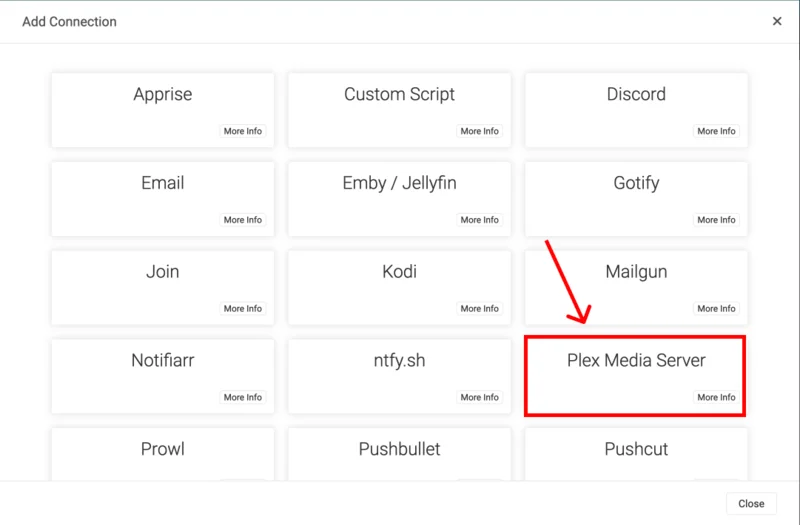 Add Connection
×
Apprise
More Info
Custom Script
More Info
Discord
More Info
Email
More Info
Emby / Jellyfin
More Info
Gotify
More Info
Join
More Info
Kodi
More Info
Mailgun
More Info
Notifiarr
More Info
ntfy.sh
More Info
Plex Media Server
More Info
Prowl
Pushbullet
Pushcut
Close